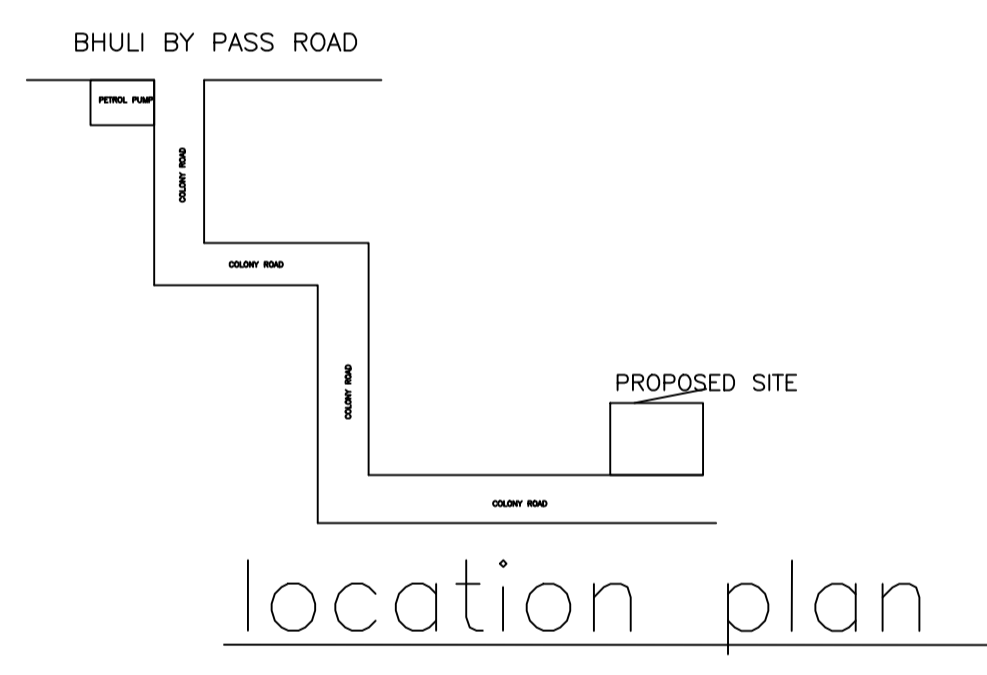 BHULI BY PASS ROAD
PETROL PUMP
COLONY ROAD
COLONY ROAD
COLONY ROAD
PROPOSED SITE
COLONY ROAD
location plan